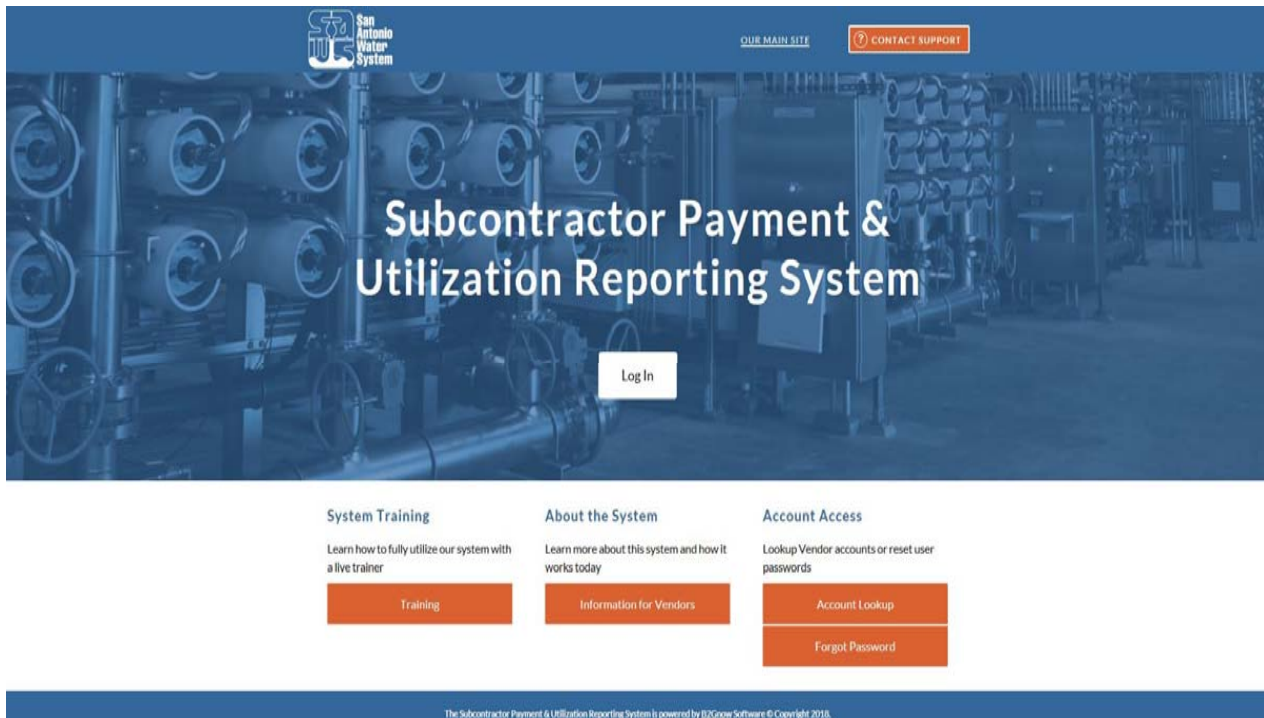 San
Antonio
Water
System
OUR MAIN SITE
? CONTACT SUPPORT
Subcontractor Payment &
Utilization Reporting System
Log In
System Training
Learn how to fully utilize our system with
a live trainer
Training
About the System
Learn more about this system and how it
works today
Information for Vendors
Account Access
Lookup Vendor accounts or reset user
passwords
Account Lookup
Forgot Password
The Subcontractor Payment & Utilization Reporting System is powered by B2Gnow Software © Copyright 2018.